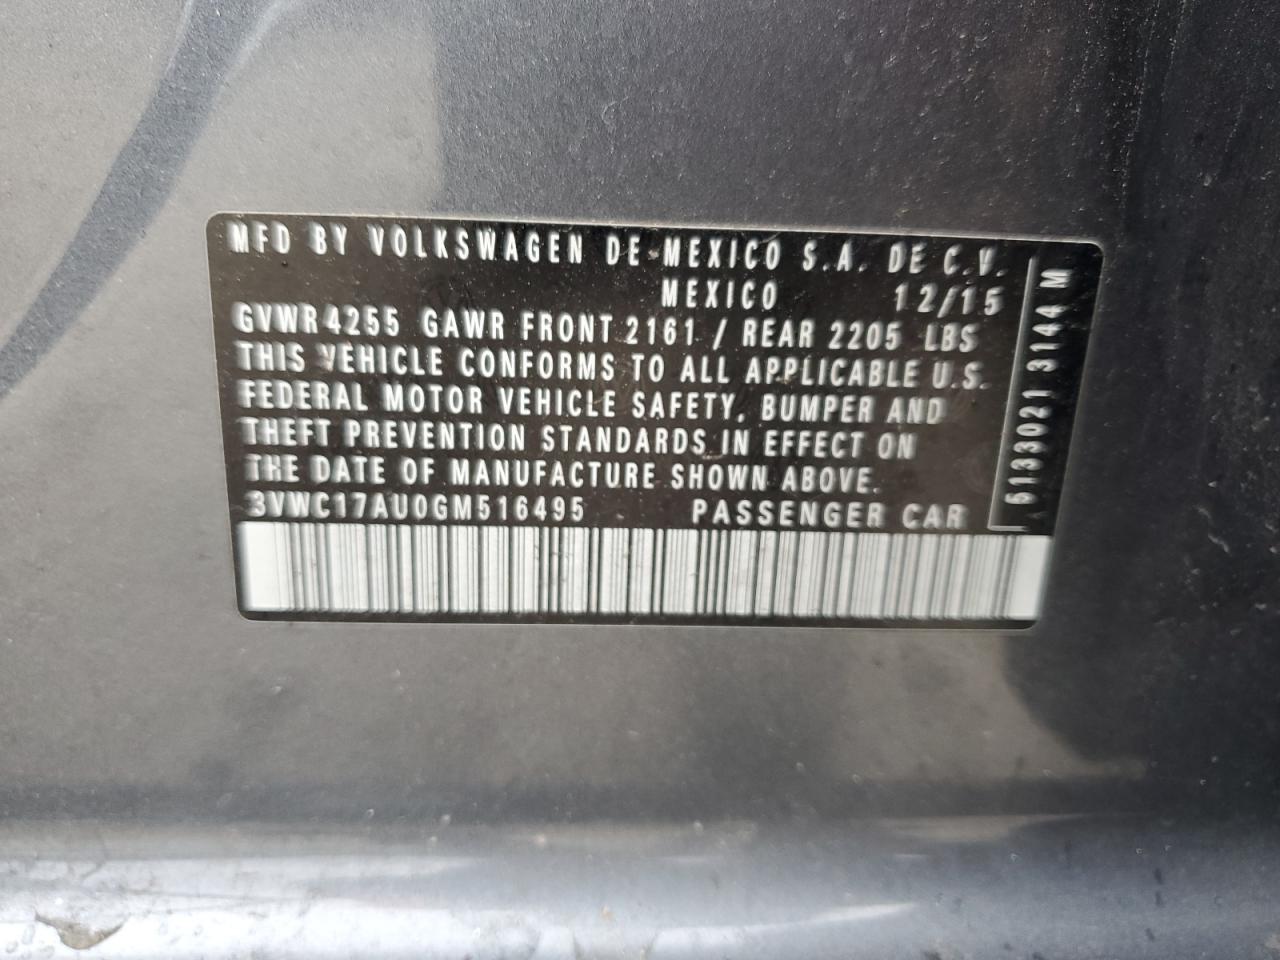 MFD BY VOLKSWAGEN DE MEXICO S.A. DE C.V.
MEXICO 12/15
GVWR 4255 GAWR FRONT 2161 / REAR 2205 LBS
THIS VEHICLE CONFORMS TO ALL APPLICABLE U.S.
FEDERAL MOTOR VEHICLE SAFETY, BUMPER AND
THEFT PREVENTION STANDARDS IN EFFECT ON
THE DATE OF MANUFACTURE SHOWN ABOVE.
3VWC17AU0GM516495 PASSENGER CAR
5133021 3144 M